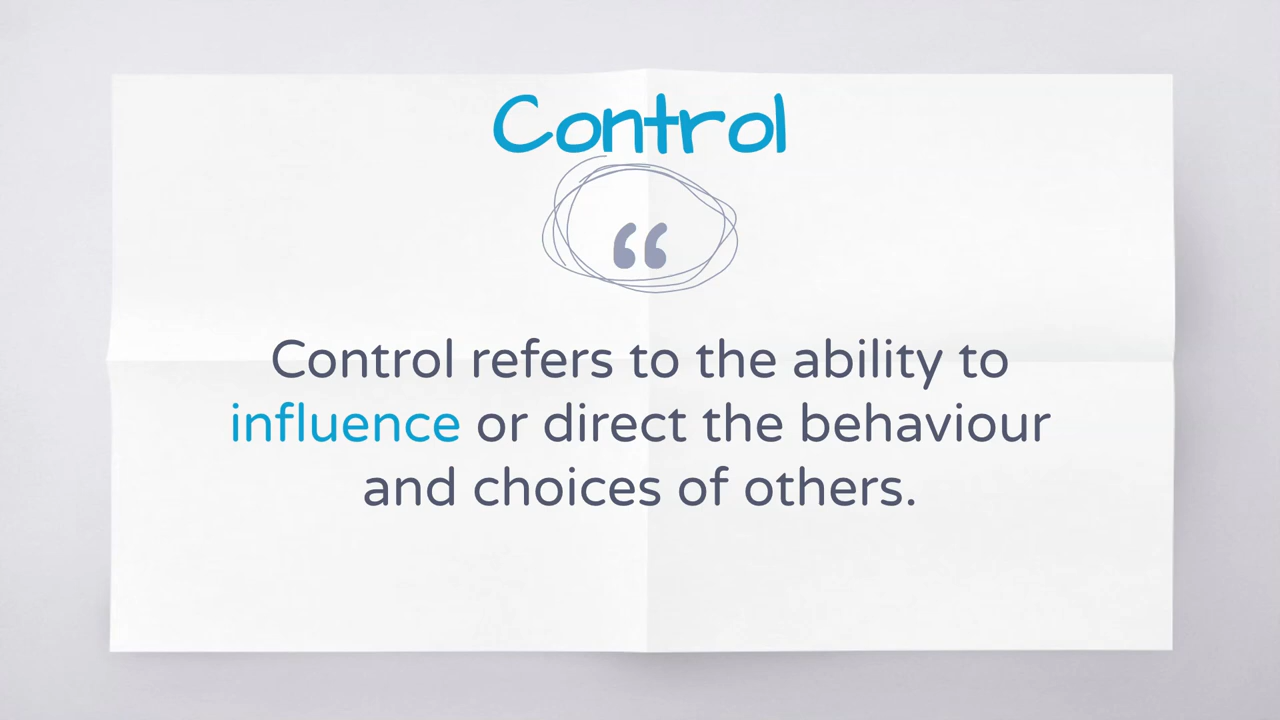 Control
“
Control refers to the ability to
influence or direct the behaviour
and choices of others.